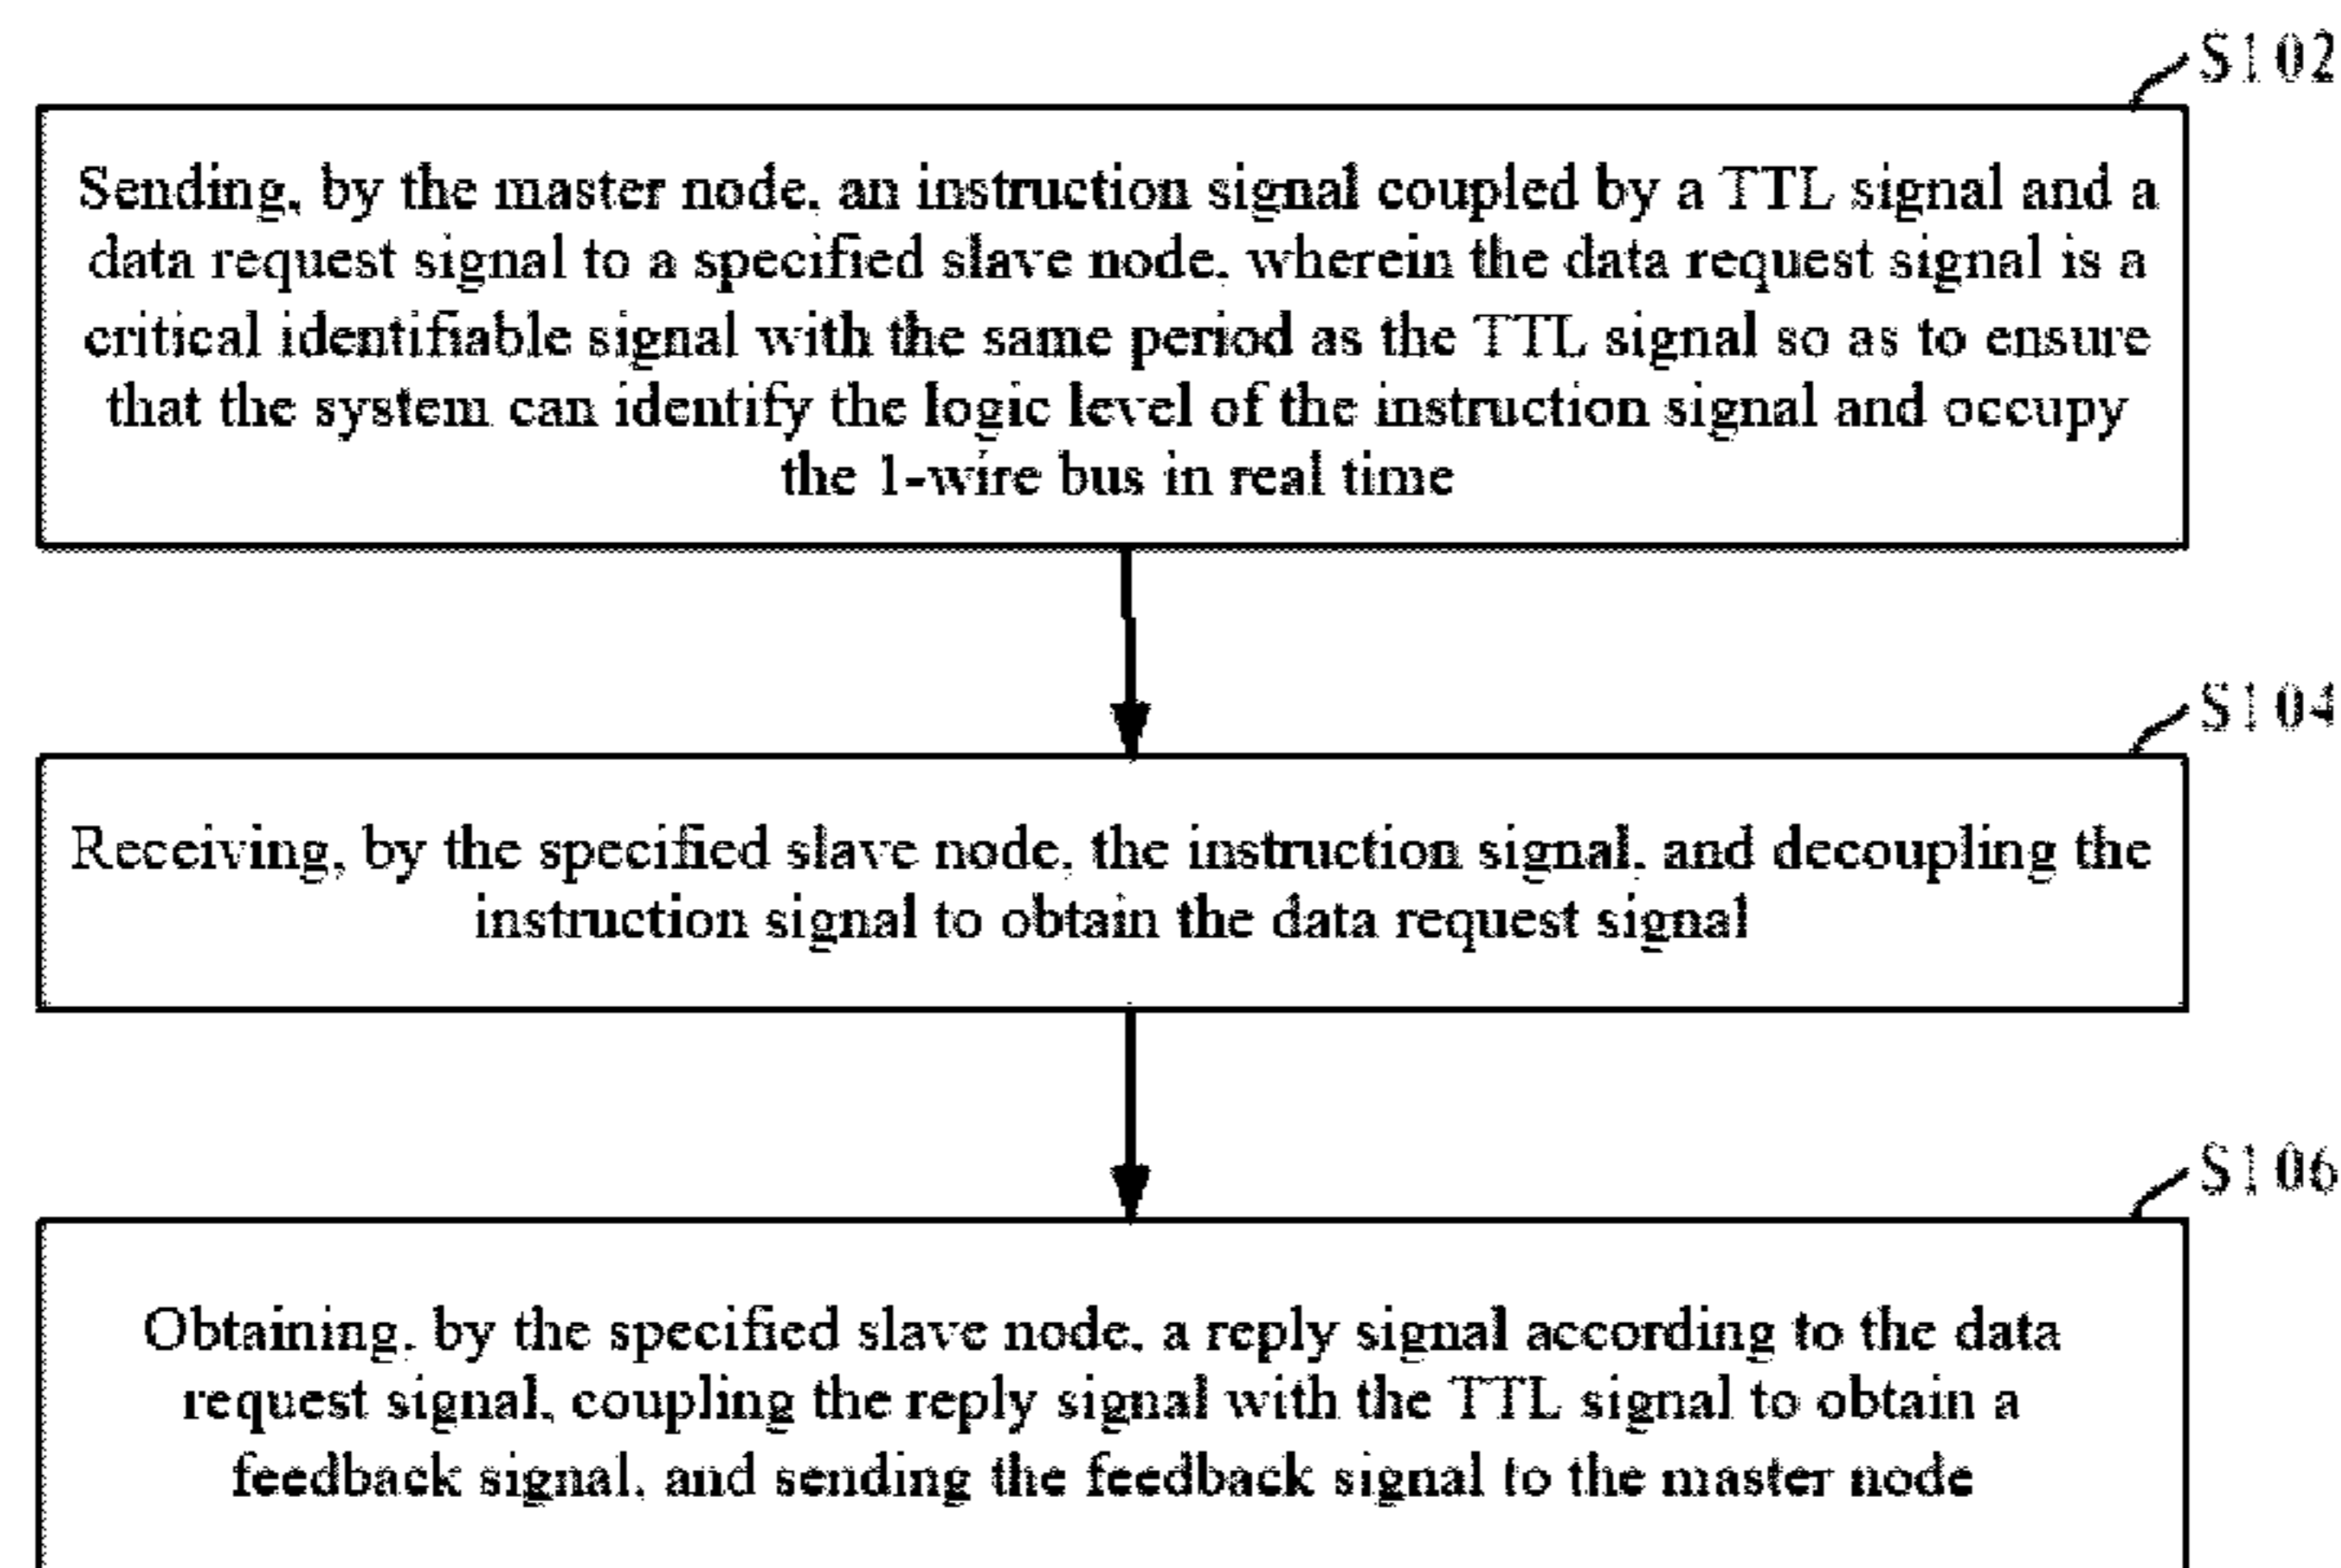 S102
Sending, by the master node, an instruction signal coupled by a TTL signal and a
data request signal to a specified slave node, wherein the data request signal is a
critical identifiable signal with the same period as the TTL signal so as to ensure
that the system can identify the logic level of the instruction signal and occupy
the 1-wire bus in real time
S104
Receiving, by the specified slave node, the instruction signal, and decoupling the
instruction signal to obtain the data request signal
S106
Obtaining, by the specified slave node, a reply signal according to the data
request signal, coupling the reply signal with the TTL signal to obtain a
feedback signal, and sending the feedback signal to the master node